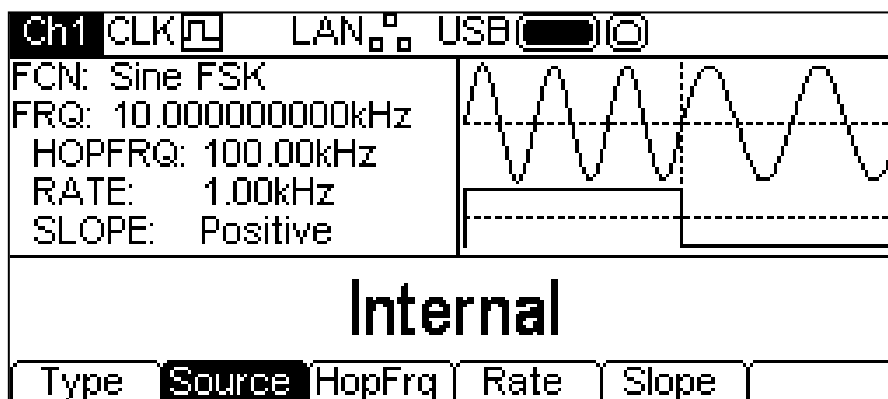 Ch1 CLK LAN USB
FCN: Sine FSK
FRQ: 10.000000000kHz
HOPFRQ: 100.00kHz
RATE: 1.00kHz
SLOPE: Positive
Internal
Type Source HopFrq Rate Slope